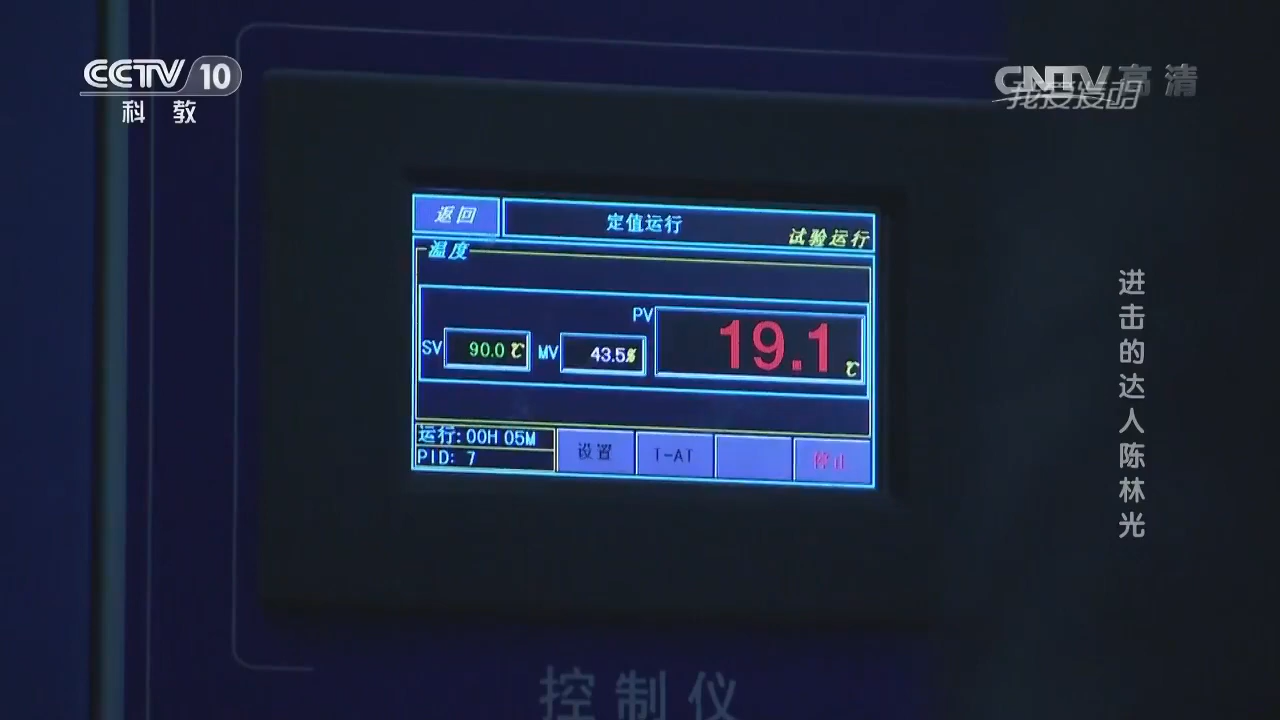 CCTV 10
科教
CNTV 高清
我爱发明
返回
定值运行
试验运行
温度
PV
19.1 ℃
SV 90.0 ℃ MV 43.5%
运行: 00H 05M
PID: 7
设置
T-AT
停止
进击的达人陈林光
控制仪